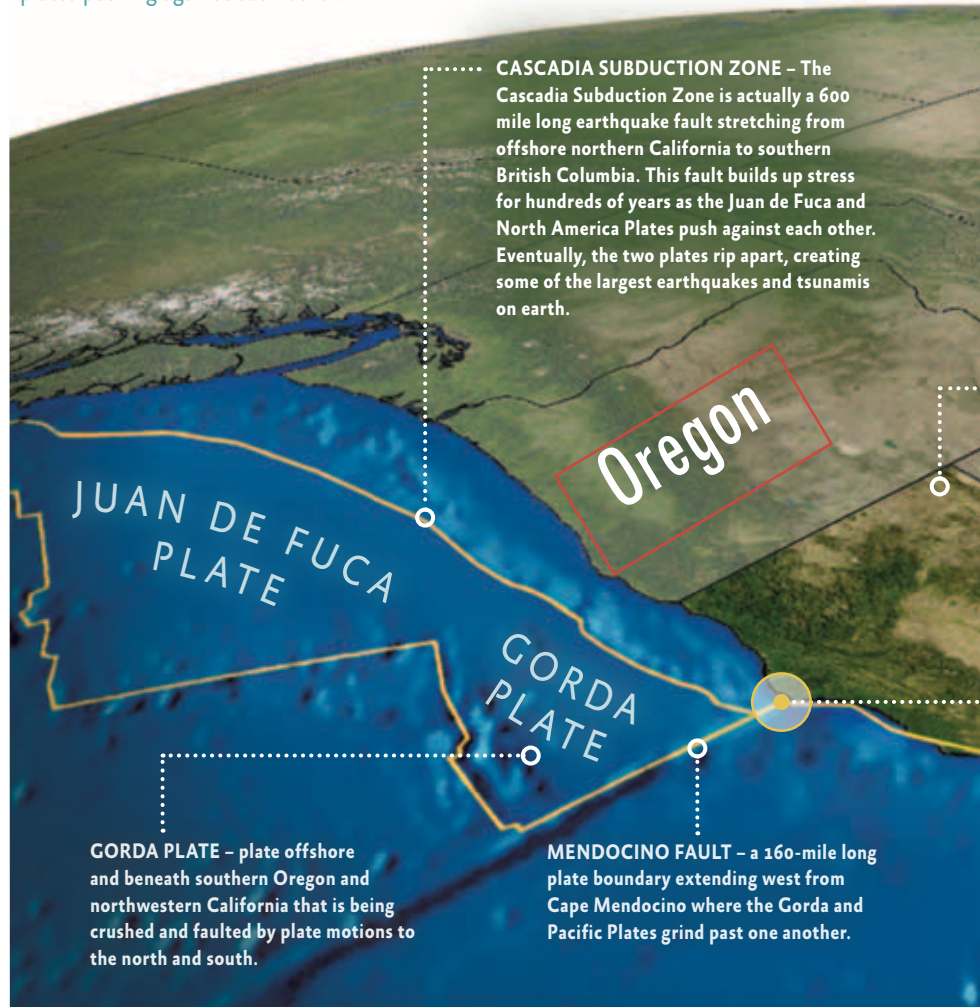 CASCADIA SUBDUCTION ZONE – The
Cascadia Subduction Zone is actually a 600
mile long earthquake fault stretching from
offshore northern California to southern
British Columbia. This fault builds up stress
for hundreds of years as the Juan de Fuca and
North America Plates push against each other.
Eventually, the two plates rip apart, creating
some of the largest earthquakes and tsunamis
on earth.
Oregon
JUAN DE FUCA
PLATE
GORDA
PLATE
GORDA PLATE – plate offshore
and beneath southern Oregon and
northwestern California that is being
crushed and faulted by plate motions to
the north and south.
MENDOCINO FAULT – a 160-mile long
plate boundary extending west from
Cape Mendocino where the Gorda and
Pacific Plates grind past one another.